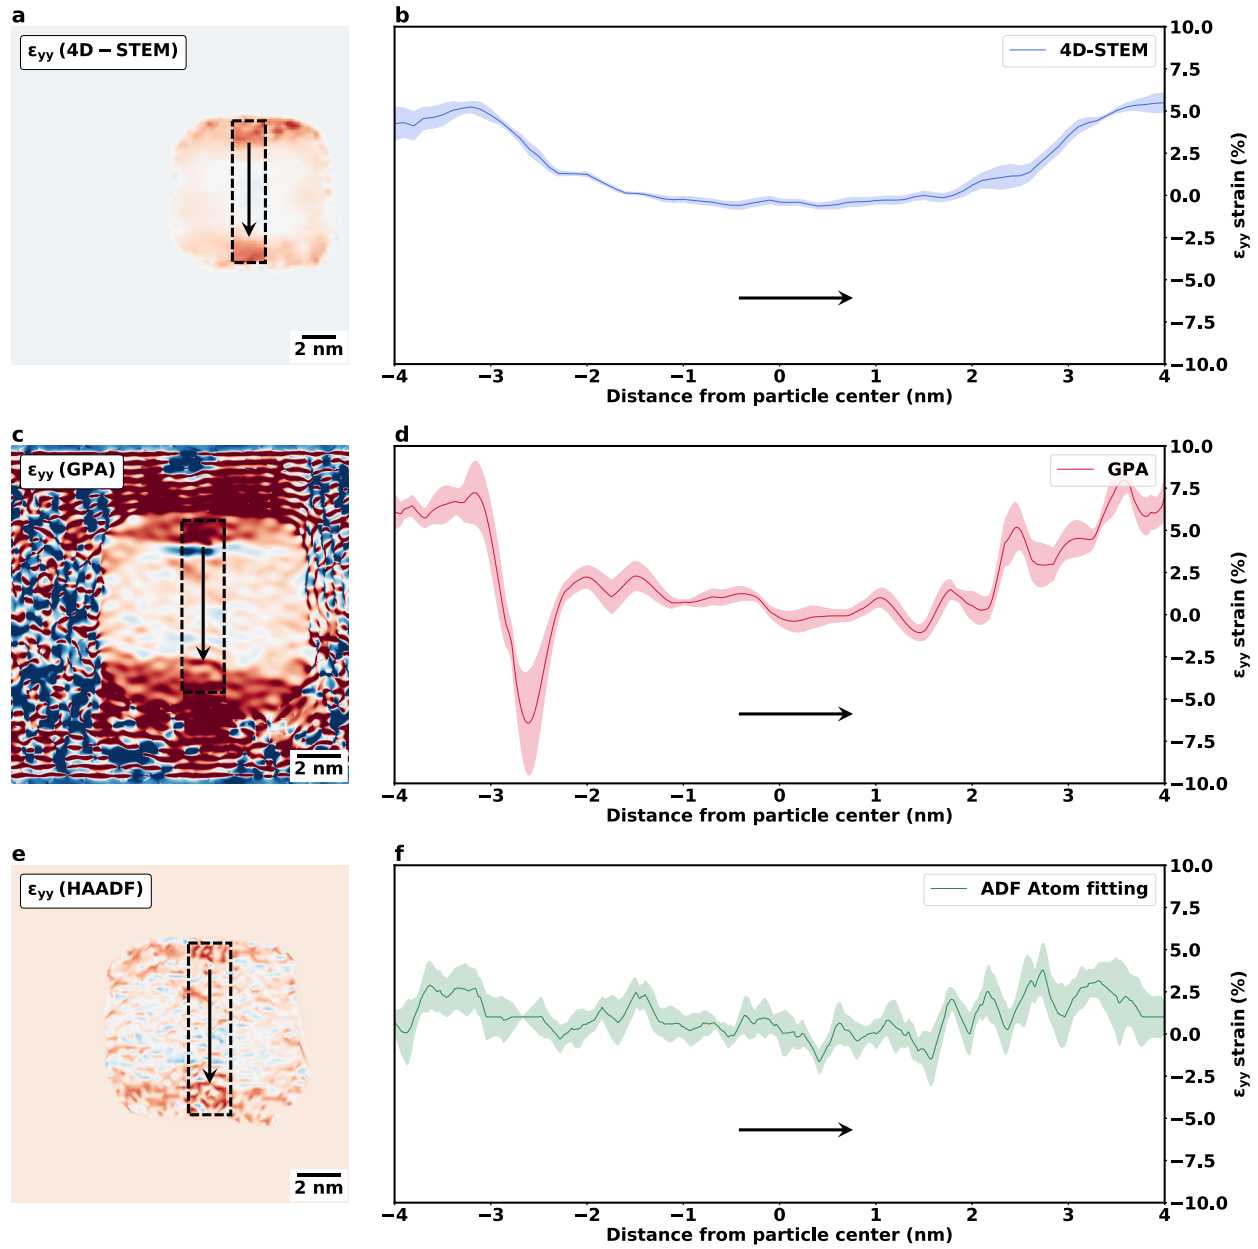 a
ε_yy (4D − STEM)
2 nm
b
4D-STEM
10.0
7.5
5.0
2.5
0.0
−2.5
−5.0
−7.5
−10.0
ε_yy strain (%)
−4 −3 −2 −1 0 1 2 3 4
Distance from particle center (nm)
c
ε_yy (GPA)
2 nm
d
GPA
10.0
7.5
5.0
2.5
0.0
−2.5
−5.0
−7.5
−10.0
ε_yy strain (%)
−4 −3 −2 −1 0 1 2 3 4
Distance from particle center (nm)
e
ε_yy (HAADF)
2 nm
f
ADF Atom fitting
10.0
7.5
5.0
2.5
0.0
−2.5
−5.0
−7.5
−10.0
ε_yy strain (%)
−4 −3 −2 −1 0 1 2 3 4
Distance from particle center (nm)